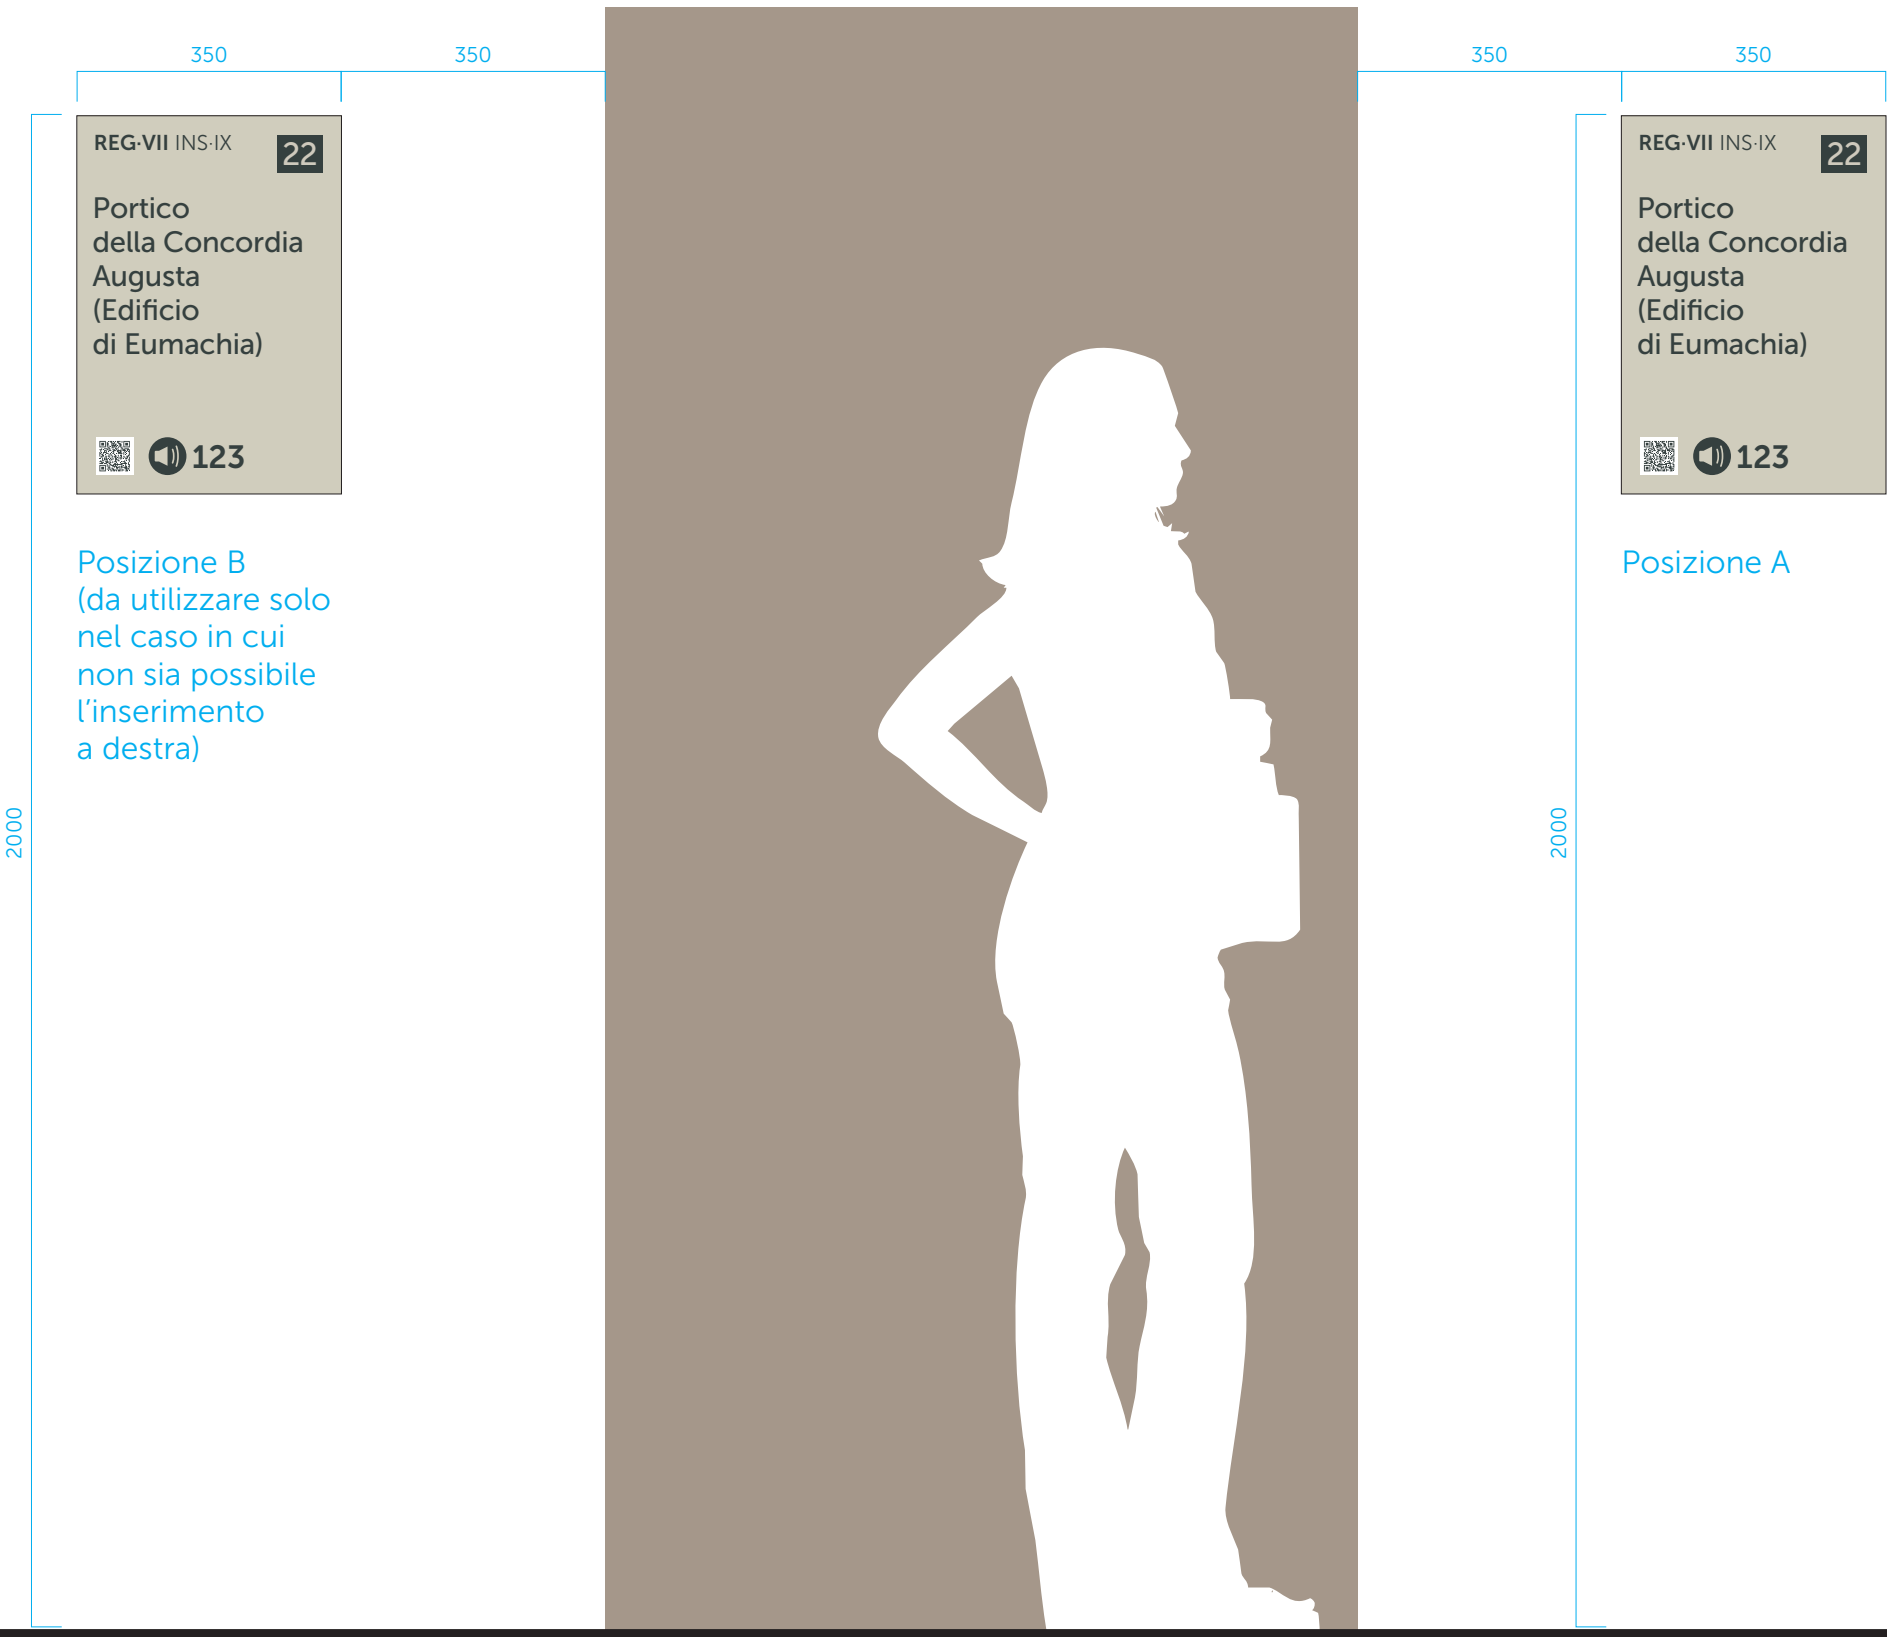 350
350
350
350
REG·VII INS·IX
22
Portico
della Concordia
Augusta
(Edificio
di Eumachia)
123
Posizione B
(da utilizzare solo
nel caso in cui
non sia possibile
l’inserimento
a destra)
2000
REG·VII INS·IX
22
Portico
della Concordia
Augusta
(Edificio
di Eumachia)
123
Posizione A
2000